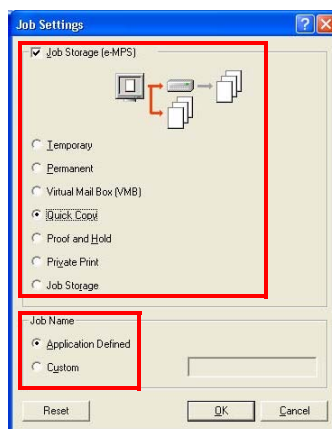 Job Settings
Job Storage (e-MPS)
Temporary
Permanent
Virtual Mail Box (VMB)
Quick Copy
Proof and Hold
Private Print
Job Storage
Job Name
Application Defined
Custom
Reset
OK
Cancel